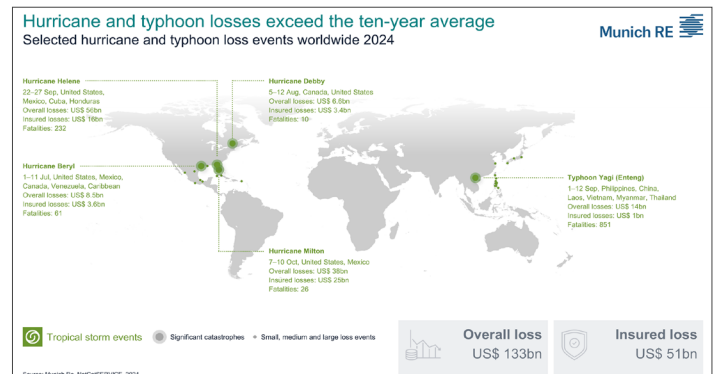 Hurricane and typhoon losses exceed the ten-year average
Selected hurricane and typhoon loss events worldwide 2024
Munich RE
Hurricane Helene
22–27 Sep, United States,
Mexico, Cuba, Honduras
Overall losses: US$ 56bn
Insured losses: US$ 16bn
Fatalities: 232
Hurricane Debby
5–12 Aug, Canada, United States
Overall losses: US$ 6.6bn
Insured losses: US$ 3.4bn
Fatalities: 10
Hurricane Beryl
1–11 Jul, United States, Mexico,
Canada, Venezuela, Caribbean
Overall losses: US$ 8.5bn
Insured losses: US$ 3.6bn
Fatalities: 61
Typhoon Yagi (Enteng)
1–12 Sep, Philippines, China,
Laos, Vietnam, Myanmar, Thailand
Overall losses: US$ 14bn
Insured losses: US$ 1bn
Fatalities: 851
Hurricane Milton
7–10 Oct, United States, Mexico
Overall losses: US$ 38bn
Insured losses: US$ 25bn
Fatalities: 26
Tropical storm events
Significant catastrophes
Small, medium and large loss events
Overall loss
US$ 133bn
Insured loss
US$ 51bn
Source: Munich Re, NatCatSERVICE, 2024